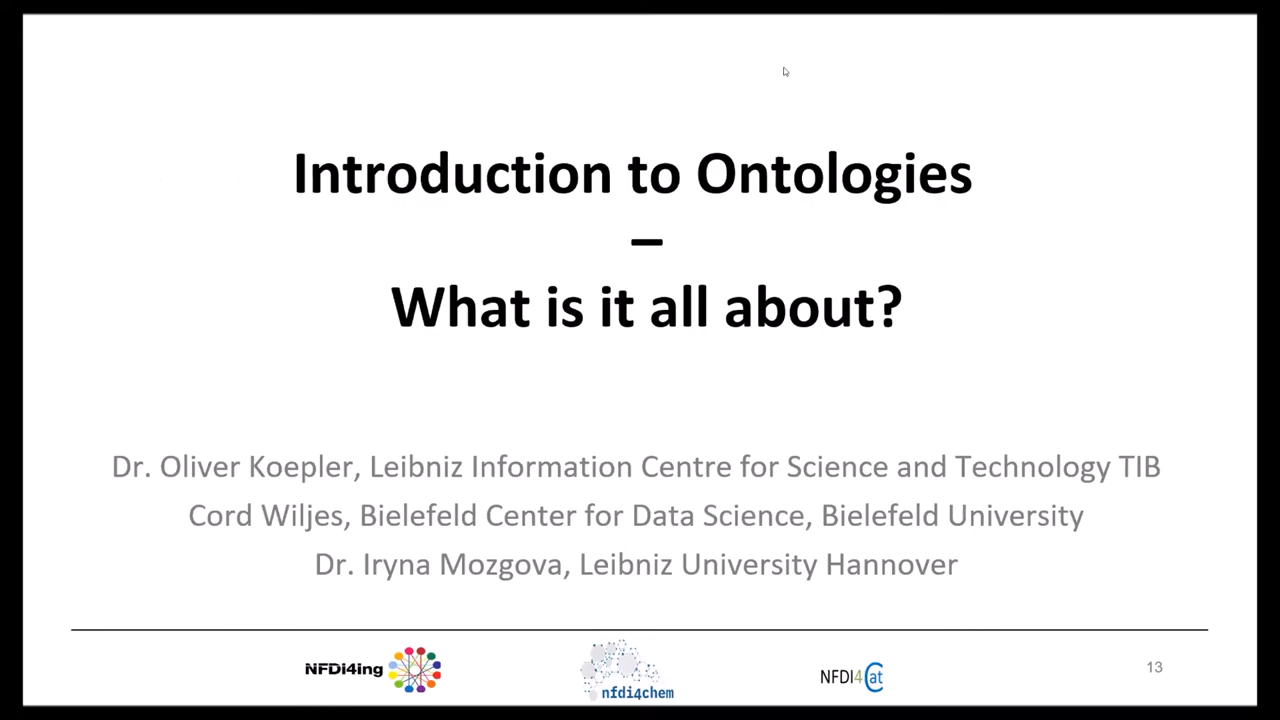 Introduction to Ontologies
–
What is it all about?
Dr. Oliver Koepler, Leibniz Information Centre for Science and Technology TIB
Cord Wiljes, Bielefeld Center for Data Science, Bielefeld University
Dr. Iryna Mozgova, Leibniz University Hannover
NFDI4ing
nfdi4chem
NFDI4Cat
13